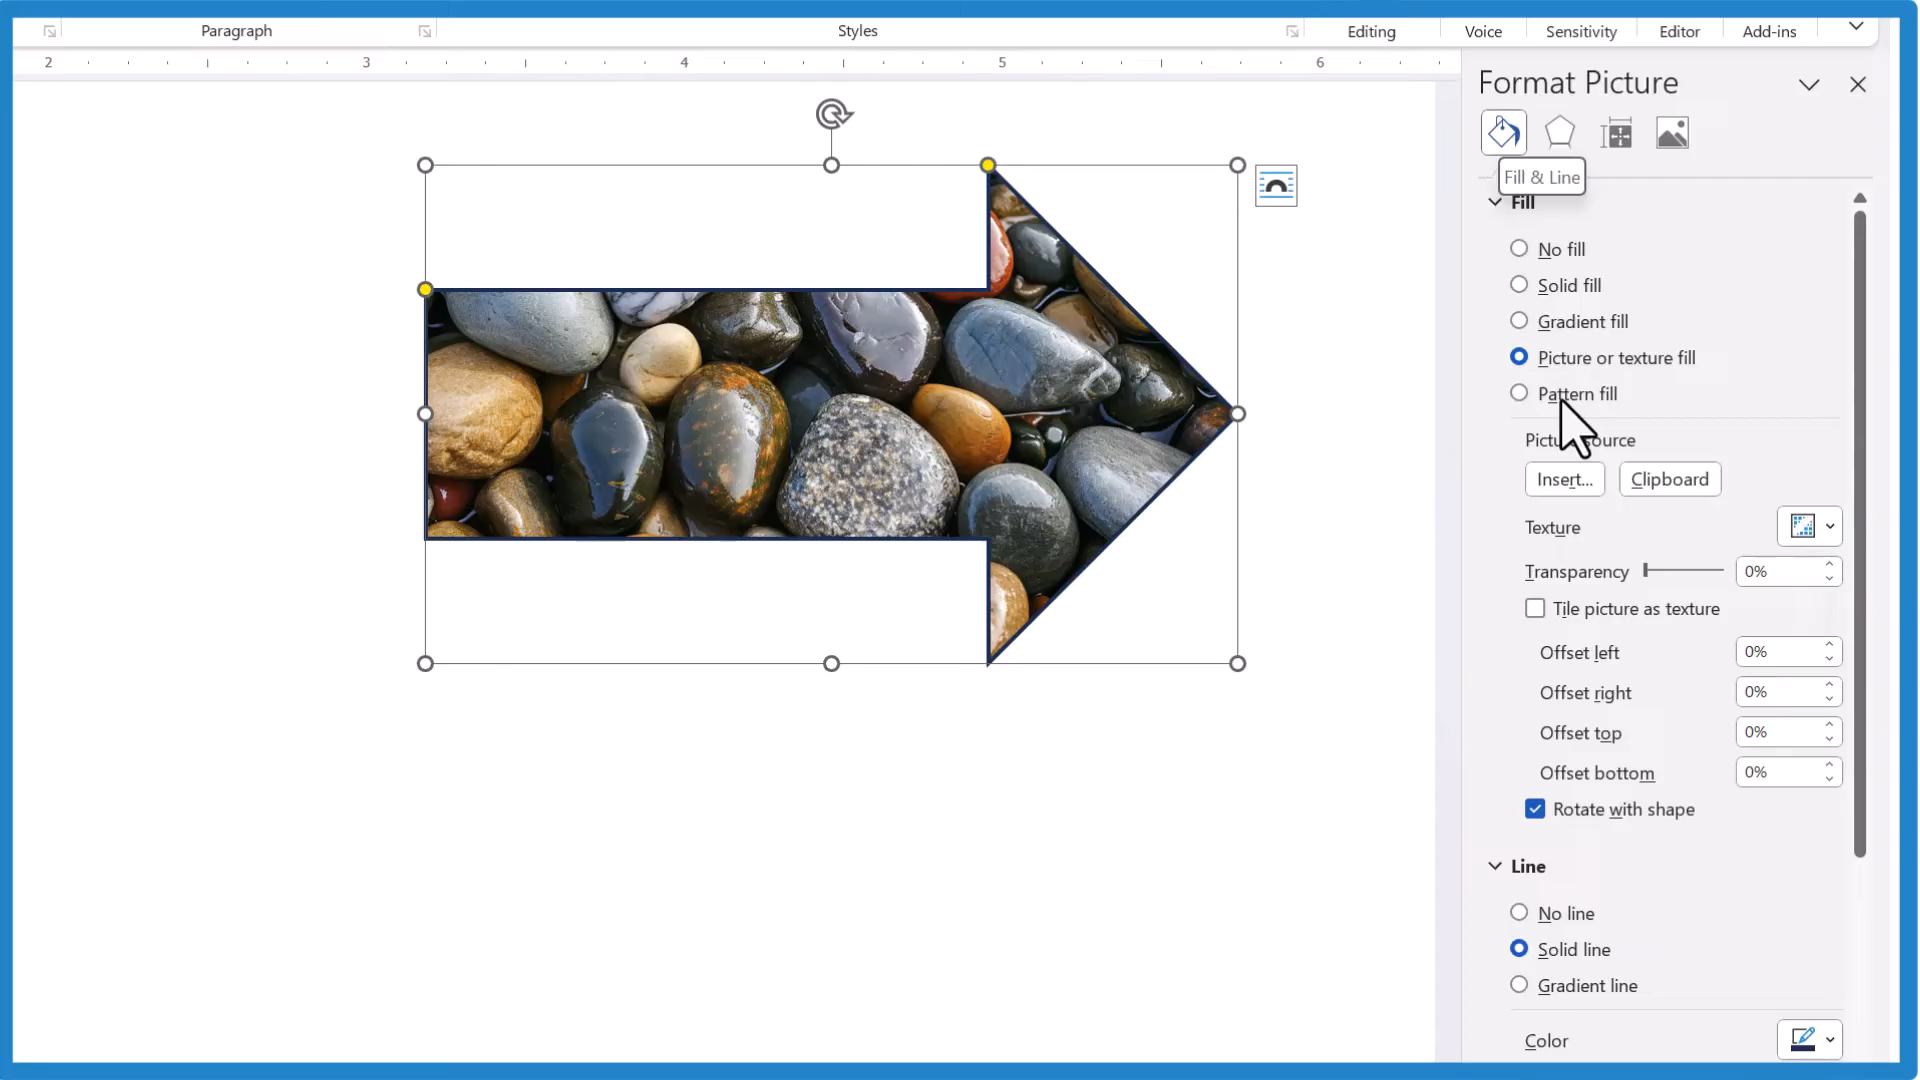 Paragraph
Styles
Editing
Voice
Sensitivity
Editor
Add-ins
2 3 4 5 6
Format Picture
Fill & Line
Fill
No fill
Solid fill
Gradient fill
Picture or texture fill
Pattern fill
Picture source
Insert...
Clipboard
Texture
Transparency
0%
Tile picture as texture
Offset left
0%
Offset right
0%
Offset top
0%
Offset bottom
0%
Rotate with shape
Line
No line
Solid line
Gradient line
Color